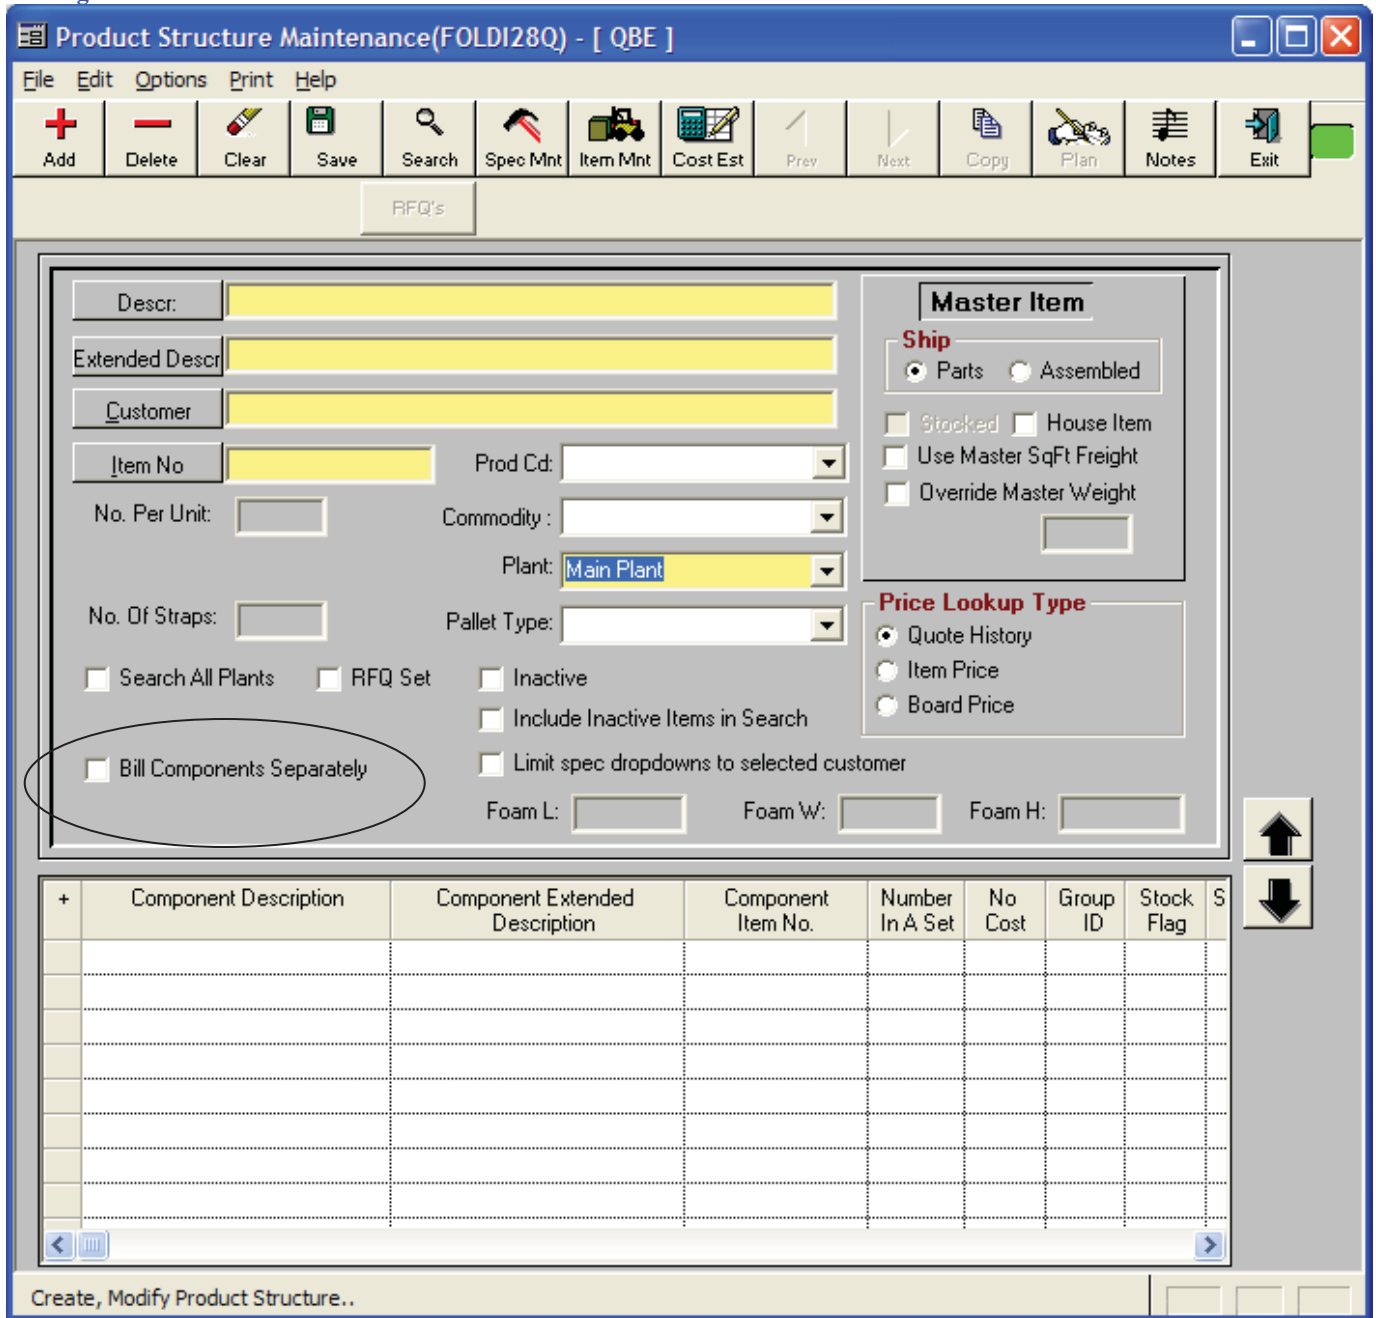 Product Structure Maintenance(FOLDI28Q) - [ QBE ]
File Edit Options Print Help
Add Delete Clear Save Search Spec Mnt Item Mnt Cost Est Prev Next Copy Plan Notes Exit
RFQ's
Descr:
Extended Descr
Customer
Item No
No. Per Unit:
No. Of Straps:
Prod Cd:
Commodity :
Plant: Main Plant
Pallet Type:
Master Item
Ship
Parts Assembled
Stocked House Item
Use Master SqFt Freight
Override Master Weight
Price Lookup Type
Quote History
Item Price
Board Price
Search All Plants RFQ Set Inactive
Include Inactive Items in Search
Bill Components Separately Limit spec dropdowns to selected customer
Foam L: Foam W: Foam H:
+ Component Description Component Extended Description Component Item No. Number In A Set No Cost Group ID Stock Flag S
Create, Modify Product Structure..